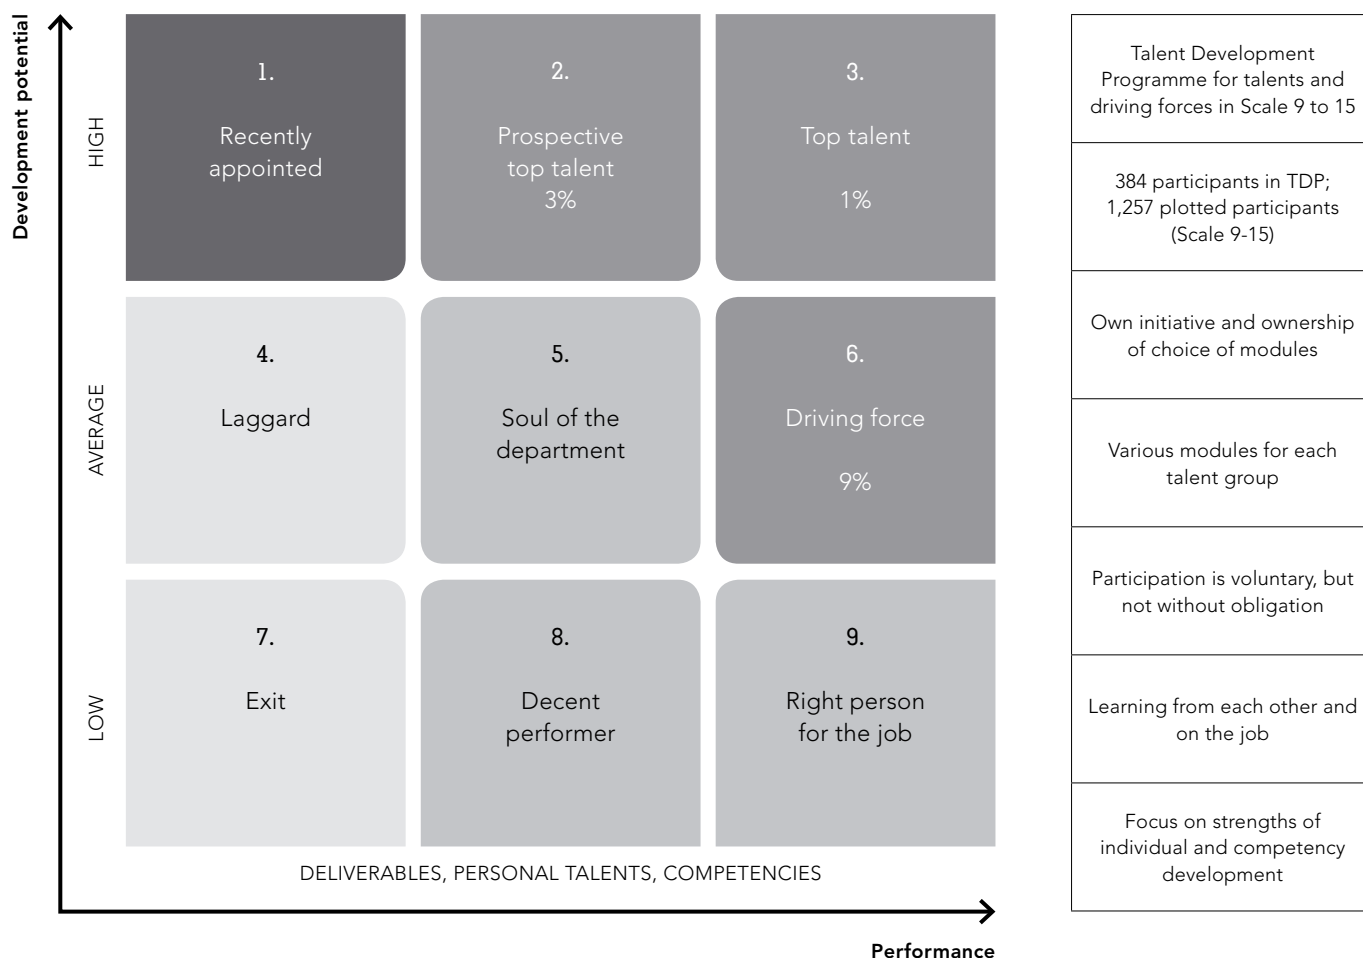 Development potential
HIGH
1.
Recently
appointed
2.
Prospective
top talent
3%
3.
Top talent
1%
AVERAGE
4.
Laggard
5.
Soul of the
department
6.
Driving force
9%
LOW
7.
Exit
8.
Decent
performer
9.
Right person
for the job
DELIVERABLES, PERSONAL TALENTS, COMPETENCIES
Performance
Talent Development
Programme for talents and
driving forces in Scale 9 to 15
384 participants in TDP;
1,257 plotted participants
(Scale 9-15)
Own initiative and ownership
of choice of modules
Various modules for each
talent group
Participation is voluntary, but
not without obligation
Learning from each other and
on the job
Focus on strengths of
individual and competency
development